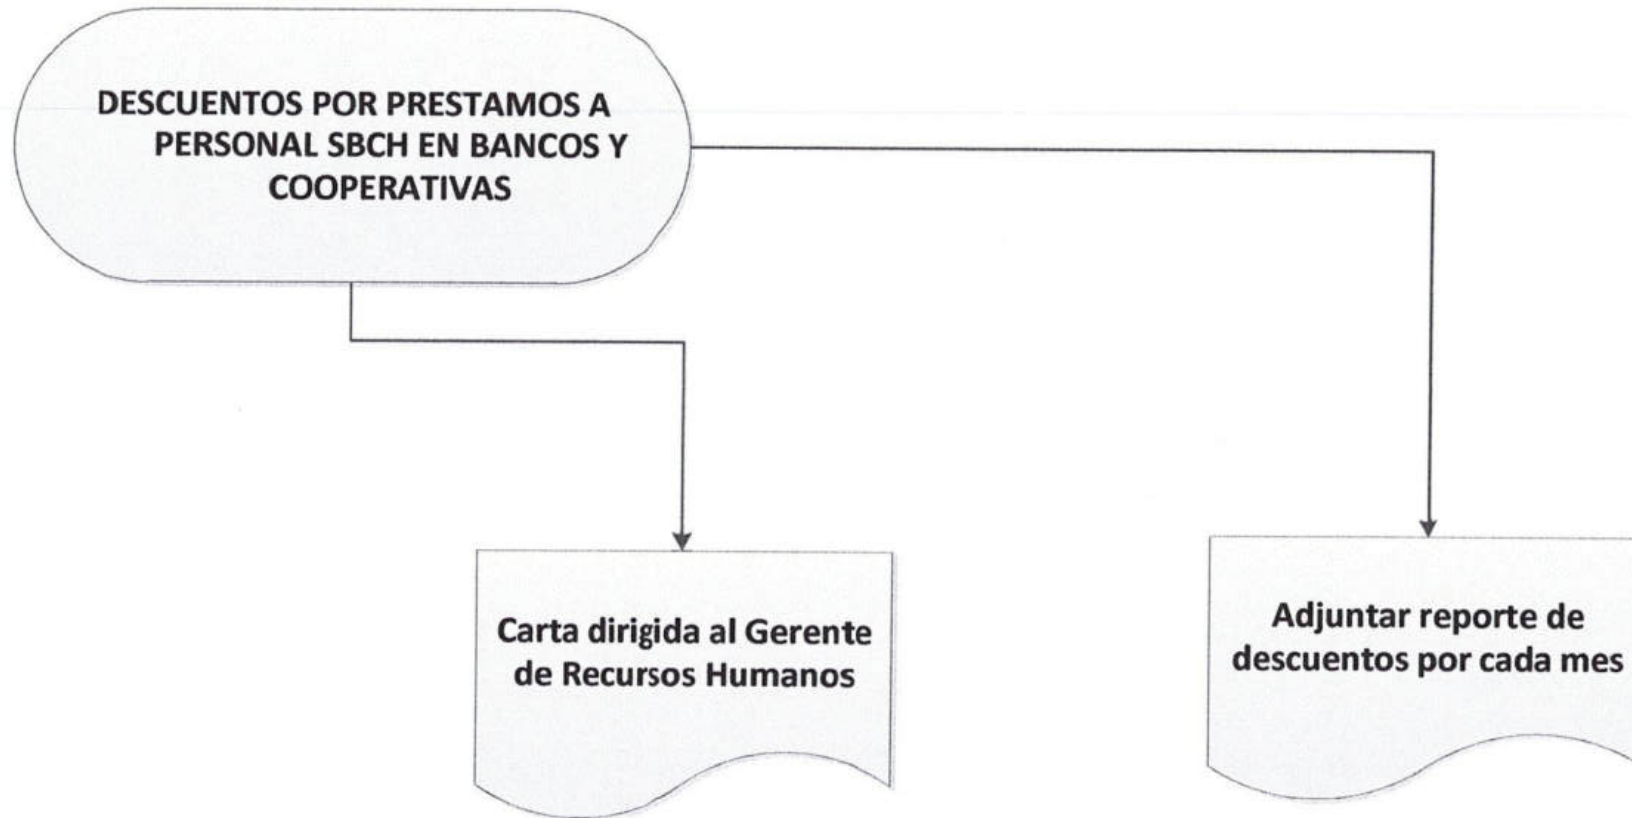 DESCUENTOS POR PRESTAMOS A
PERSONAL SBCH EN BANCOS Y
COOPERATIVAS
Carta dirigida al Gerente
de Recursos Humanos
Adjuntar reporte de
descuentos por cada mes